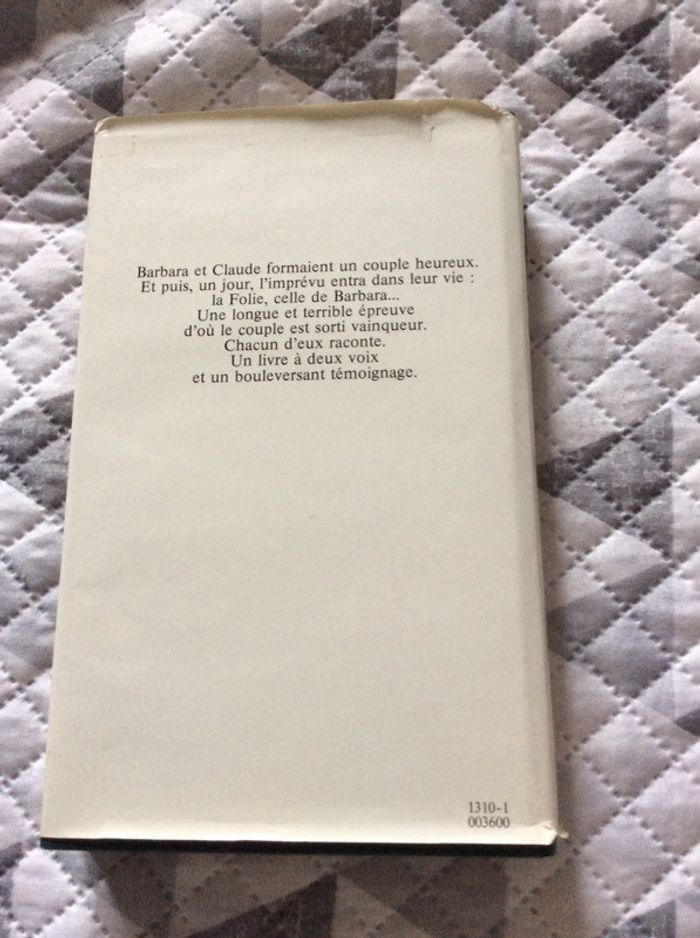 Barbara et Claude formaient un couple heureux.
Et puis, un jour, l'imprévu entra dans leur vie :
la Folie, celle de Barbara...
Une longue et terrible épreuve
d'où le couple est sorti vainqueur.
Chacun d'eux raconte.
Un livre à deux voix
et un bouleversant témoignage.
1310-1
003600